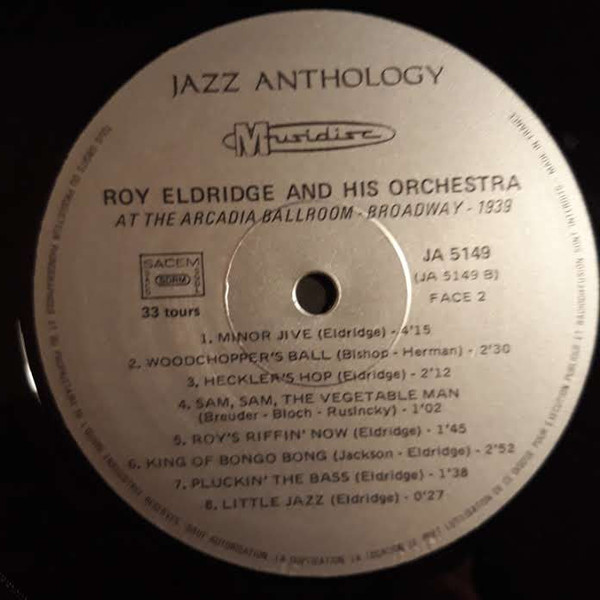 JAZZ ANTHOLOGY
Musidisc
ROY ELDRIDGE AND HIS ORCHESTRA
AT THE ARCADIA BALLROOM - BROADWAY - 1939
SACEM
SDRM
33 tours
JA 5149
(JA 5149 B)
FACE 2
1. MINOR JIVE (Eldridge) - 4'15
2. WOODCHOPPER'S BALL (Bishop - Herman) - 2'30
3. HECKLER'S HOP (Eldridge) - 2'12
4. SAM, SAM, THE VEGETABLE MAN
(Breuder - Bloch - Rusincky) - 1'02
5. ROY'S RIFFIN' NOW (Eldridge) - 1'45
6. KING OF BONGO BONG (Jackson - Eldridge) - 2'52
7. PLUCKIN' THE BASS (Eldridge) - 1'38
8. LITTLE JAZZ (Eldridge) - 0'27
MADE IN FRANCE